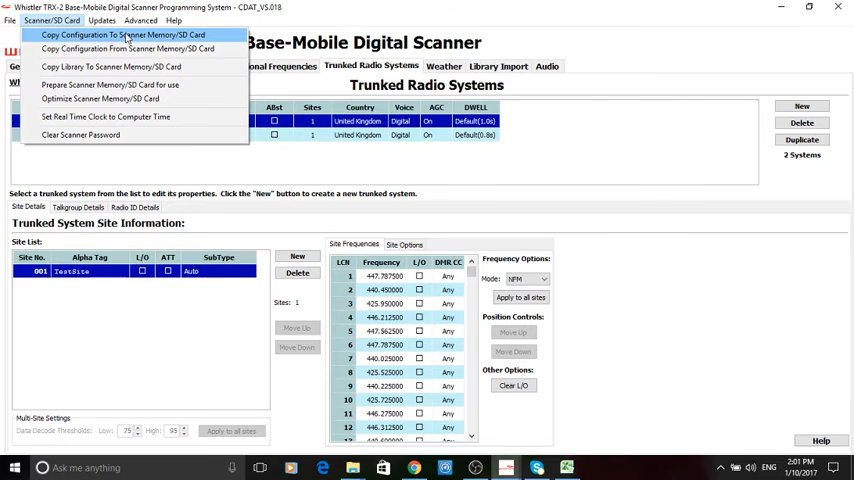 Whistler TRX-2 Base-Mobile Digital Scanner Programming System - CDAT_VS.018
File Scanner/SD Card Updates Advanced Help
Copy Configuration To Scanner Memory/SD Card
Copy Configuration From Scanner Memory/SD Card
Copy Library To Scanner Memory/SD Card
Prepare Scanner Memory/SD Card for use
Optimize Scanner Memory/SD Card
Set Real Time Clock to Computer Time
Clear Scanner Password
Base-Mobile Digital Scanner
Trunked Radio Systems Weather Library Import Audio
Trunked Radio Systems
ABst Sites Country Voice AGC DWELL
1 United Kingdom Digital On Default(1.0s)
1 United Kingdom Digital On Default(0.8s)
New
Delete
Duplicate
2 Systems
Select a trunked system from the list to edit its properties. Click the "New" button to create a new trunked system.
Site Details Talkgroup Details Radio ID Details
Trunked System Site Information:
Site List:
Site No. Alpha Tag L/O ATT SubType
001 TestSite Auto
New
Delete
Sites: 1
Move Up
Move Down
Multi-Site Settings
Data Decode Thresholds: Low: 75 High: 95 Apply to all sites
Site Frequencies Site Options
LCN Frequency L/O DMR CC
1 447.787500 Any
2 440.450000 Any
3 425.950000 Any
4 446.212500 Any
5 447.562500 Any
6 447.787500 Any
7 440.025000 Any
8 425.937500 Any
9 440.225000 Any
10 425.725000 Any
11 446.275000 Any
12 446.312500 Any
Frequency Options:
Mode: NFM
Apply to all sites
Position Controls:
Move Up
Move Down
Other Options:
Clear L/O
Help
Ask me anything
ENG
2:01 PM
1/10/2017